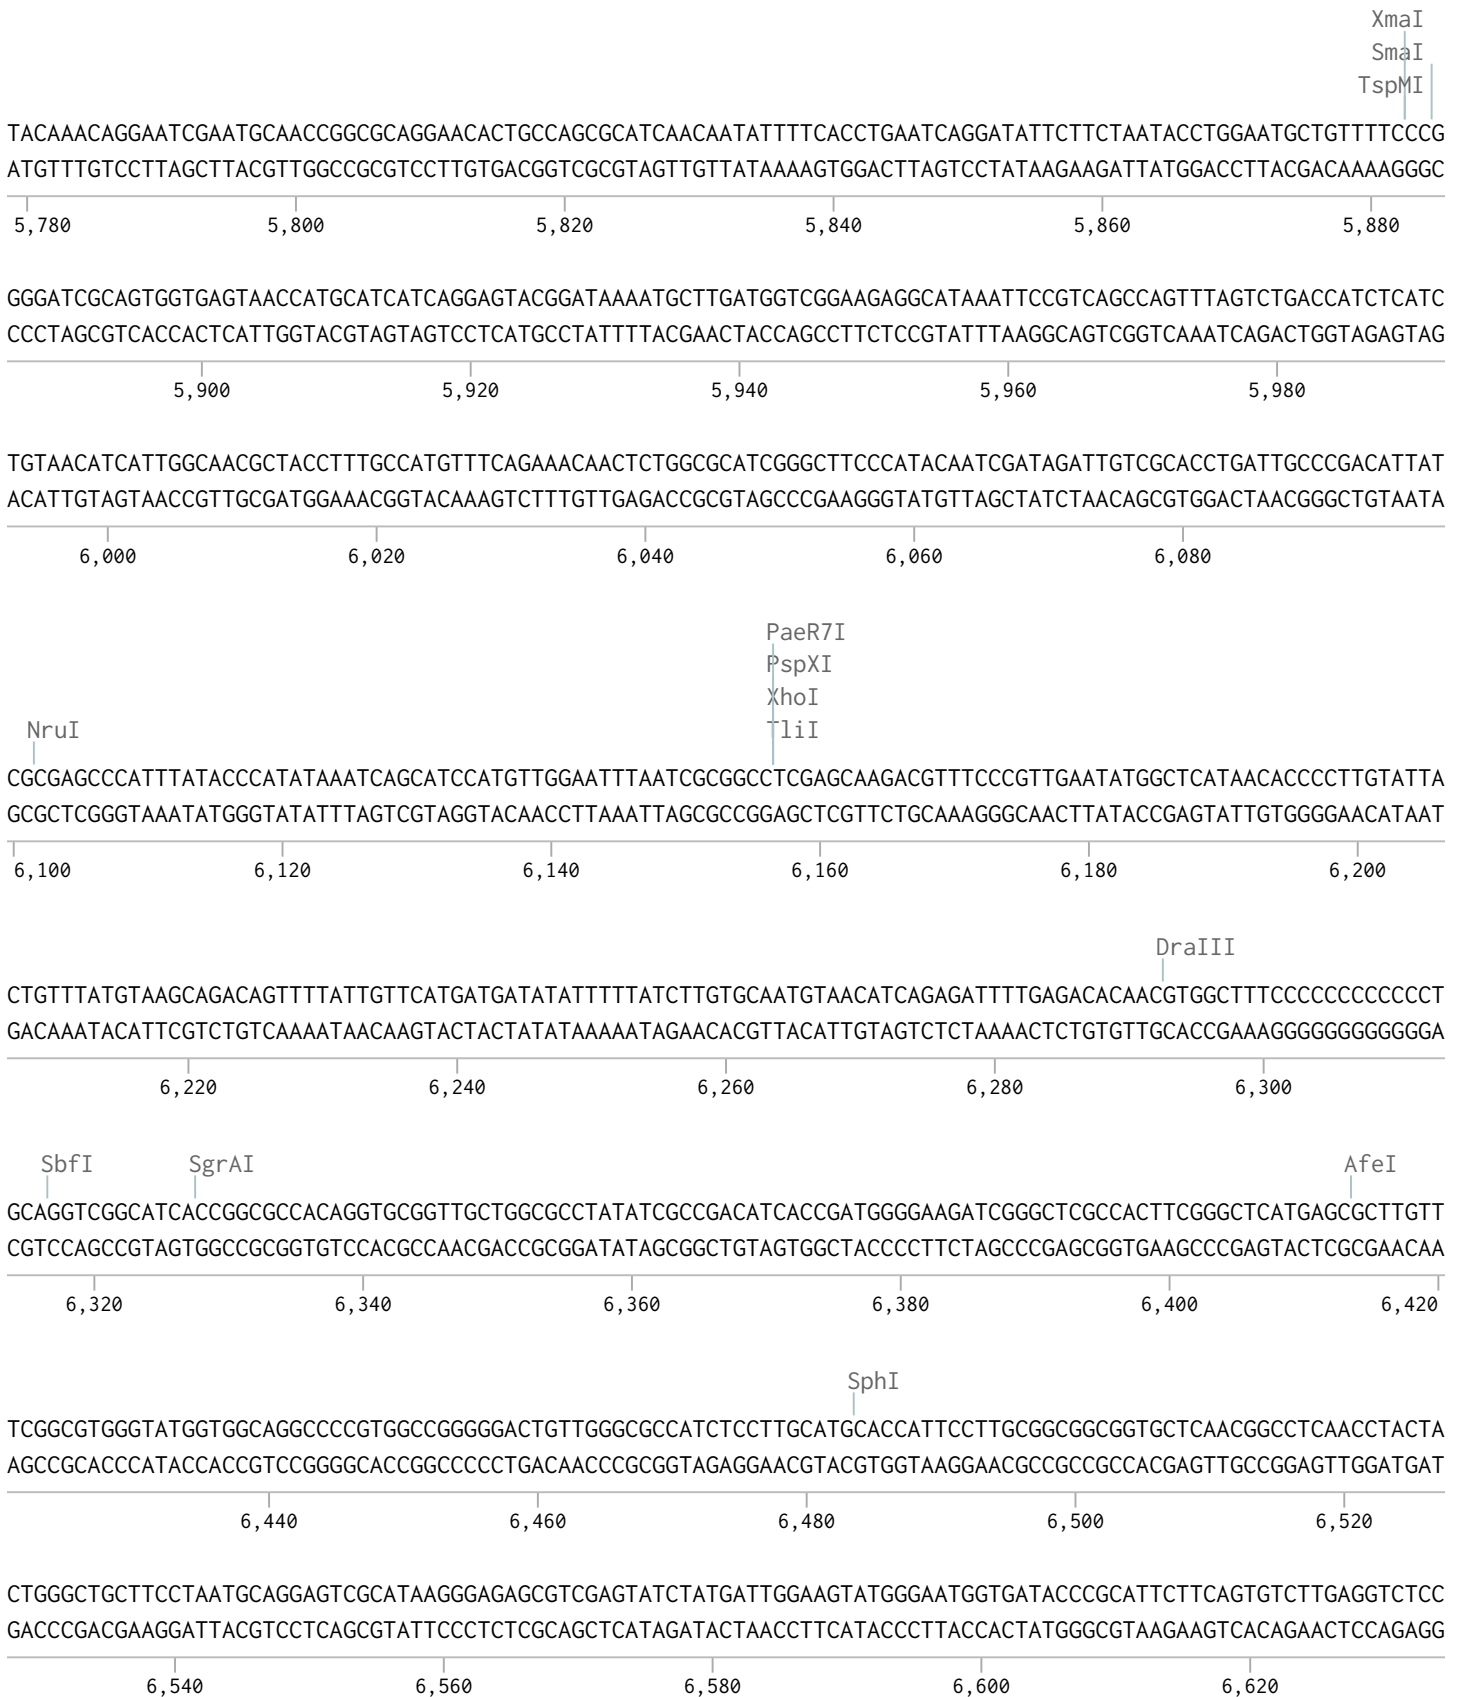 XmaI
SmaI
TspMI
TACAAACAGGAATCGAATGCAACCGGCGCAGGAACACTGCCAGCGCATCAACAATATTTTCACCTGAATCAGGATATTCTTCTAATACCTGGAATGCTGTTTTCCCG
ATGTTTGTCCTTAGCTTACGTTGGCCGCGTCCTTGTGACGGTCGCGTAGTTGTTATAAAAGTGGACTTAGTCCTATAAGAAGATTATGGACCTTACGACAAAAGGGC
5,780 5,800 5,820 5,840 5,860 5,880
GGGATCGCAGTGGTGAGTAACCATGCATCATCAGGAGTACGGATAAAATGCTTGATGGTCGGAAGAGGCATAAATTCCGTCAGCCAGTTTAGTCTGACCATCTCATC
CCCTAGCGTCACCACTCATTGGTACGTAGTAGTCCTCATGCCTATTTTACGAACTACCAGCCTTCTCCGTATTTAAGGCAGTCGGTCAAATCAGACTGGTAGAGTAG
5,900 5,920 5,940 5,960 5,980
TGTAACATCATTGGCAACGCTACCTTTGCCATGTTTCAGAAACAACTCTGGCGCATCGGGCTTCCCATACAATCGATAGATTGTCGCACCTGATTGCCCGACATTAT
ACATTGTAGTAACCGTTGCGATGGAAACGGTACAAAGTCTTTGTTGAGACCGCGTAGCCCGAAGGGTATGTTAGCTATCTAACAGCGTGGACTAACGGGCTGTAATA
6,000 6,020 6,040 6,060 6,080
PaeR7I
PspXI
XhoI
NruI TliI
CGCGAGCCCATTTATACCCATATAAATCAGCATCCATGTTGGAATTTAATCGCGGCCTCGAGCAAGACGTTTCCCGTTGAATATGGCTCATAACACCCCTTGTATTA
GCGCTCGGGTAAATATGGGTATATTTAGTCGTAGGTACAACCTTAAATTAGCGCCGGAGCTCGTTCTGCAAAGGGCAACTTATACCGAGTATTGTGGGGAACATAAT
6,100 6,120 6,140 6,160 6,180 6,200
DraIII
CTGTTTATGTAAGCAGACAGTTTTATTGTTCATGATGATATATTTTTATCTTGTGCAATGTAACATCAGAGATTTTGAGACACAACGTGGCTTTCCCCCCCCCCCCT
GACAAATACATTCGTCTGTCAAAATAACAAGTACTACTATATAAAAATAGAACACGTTACATTGTAGTCTCTAAAACTCTGTGTTGCACCGAAAGGGGGGGGGGGGA
6,220 6,240 6,260 6,280 6,300
SbfI SgrAI AfeI
GCAGGTCGGCATCACCGGCGCCACAGGTGCGGTTGCTGGCGCCTATATCGCCGACATCACCGATGGGGAAGATCGGGCTCGCCACTTCGGGCTCATGAGCGCTTGTT
CGTCCAGCCGTAGTGGCCGCGGTGTCCACGCCAACGACCGCGGATATAGCGGCTGTAGTGGCTACCCCTTCTAGCCCGAGCGGTGAAGCCCGAGTACTCGCGAACAA
6,320 6,340 6,360 6,380 6,400 6,420
SphI
TCGGCGTGGGTATGGTGGCAGGCCCCGTGGCCGGGGGACTGTTGGGCGCCATCTCCTTGCATGCACCATTCCTTGCGGCGGCGGTGCTCAACGGCCTCAACCTACTA
AGCCGCACCCATACCACCGTCCGGGGCACCGGCCCCCTGACAACCCGCGGTAGAGGAACGTACGTGGTAAGGAACGCCGCCGCCACGAGTTGCCGGAGTTGGATGAT
6,440 6,460 6,480 6,500 6,520
CTGGGCTGCTTCCTAATGCAGGAGTCGCATAAGGGAGAGCGTCGAGTATCTATGATTGGAAGTATGGGAATGGTGATACCCGCATTCTTCAGTGTCTTGAGGTCTCC
GACCCGACGAAGGATTACGTCCTCAGCGTATTCCCTCTCGCAGCTCATAGATACTAACCTTCATACCCTTACCACTATGGGCGTAAGAAGTCACAGAACTCCAGAGG
6,540 6,560 6,580 6,600 6,620